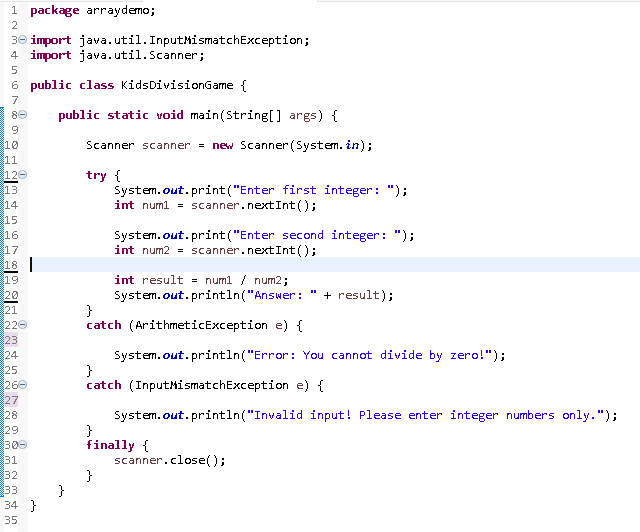 1 package arraydemo;
2
3 import java.util.InputMismatchException;
4 import java.util.Scanner;
5
6 public class KidsDivisionGame {
7
8     public static void main(String[] args) {
9
10         Scanner scanner = new Scanner(System.in);
11
12         try {
13             System.out.print("Enter first integer: ");
14             int num1 = scanner.nextInt();
15
16             System.out.print("Enter second integer: ");
17             int num2 = scanner.nextInt();
18
19             int result = num1 / num2;
20             System.out.println("Answer: " + result);
21         }
22         catch (ArithmeticException e) {
23
24             System.out.println("Error: You cannot divide by zero!");
25         }
26         catch (InputMismatchException e) {
27
28             System.out.println("Invalid input! Please enter integer numbers only.");
29         }
30         finally {
31             scanner.close();
32         }
33     }
34 }
35